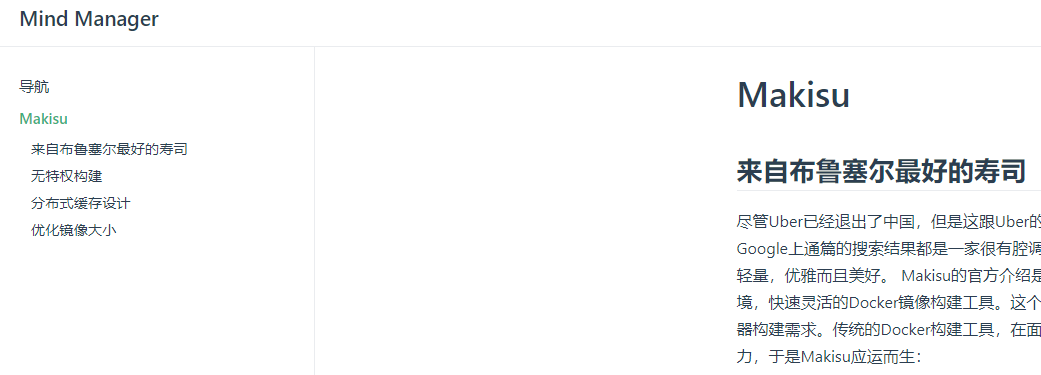 Mind Manager
导航
Makisu
来自布鲁塞尔最好的寿司
无特权构建
分布式缓存设计
优化镜像大小
Makisu
来自布鲁塞尔最好的寿司
尽管Uber已经退出了中国，但是这跟Uber的
Google上通篇的搜索结果都是一家很有腔调
轻量，优雅而且美好。 Makisu的官方介绍是
境，快速灵活的Docker镜像构建工具。这个
器构建需求。传统的Docker构建工具，在面
力，于是Makisu应运而生：